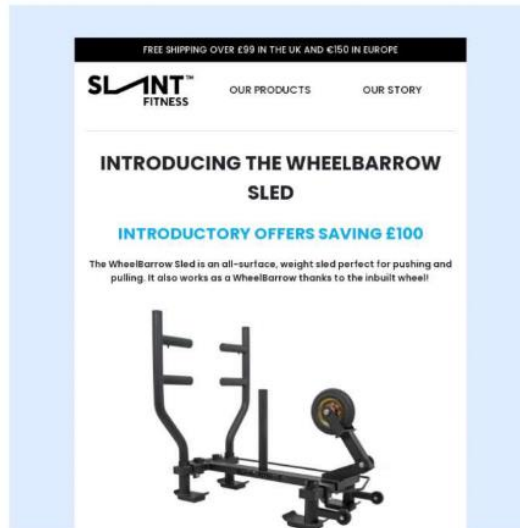 FREE SHIPPING OVER £99 IN THE UK AND €150 IN EUROPE
SLANT™
FITNESS
OUR PRODUCTS
OUR STORY
INTRODUCING THE WHEELBARROW
SLED
INTRODUCTORY OFFERS SAVING £100
The WheelBarrow Sled is an all-surface, weight sled perfect for pushing and
pulling. It also works as a WheelBarrow thanks to the inbuilt wheel!